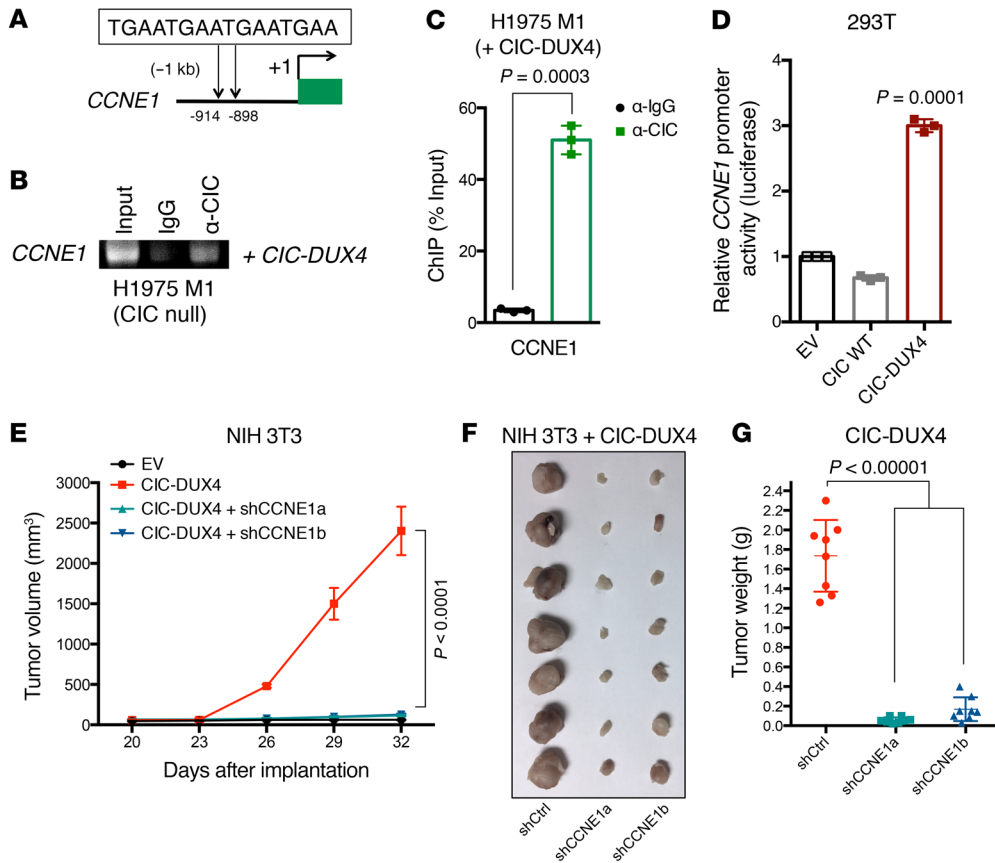 A
TGAATGAATGAATGAA
(–1 kb)
+1
CCNE1
-914
-898
B
Input
IgG
α-CIC
CCNE1
+ CIC-DUX4
H1975 M1
(CIC null)
C
H1975 M1
(+ CIC-DUX4)
P = 0.0003
α-IgG
α-CIC
ChIP (% Input)
60
40
20
0
CCNE1
D
293T
P = 0.0001
Relative CCNE1 promoter
activity (luciferase)
4
3
2
1
0
EV
CIC WT
CIC-DUX4
E
NIH 3T3
EV
CIC-DUX4
CIC-DUX4 + shCCNE1a
CIC-DUX4 + shCCNE1b
Tumor volume (mm³)
3000
2500
2000
1500
1000
500
0
20
23
26
29
32
Days after implantation
P < 0.0001
F
NIH 3T3 + CIC-DUX4
shCtrl
shCCNE1a
shCCNE1b
G
CIC-DUX4
P < 0.00001
Tumor weight (g)
2.4
2.2
2.0
1.8
1.6
1.4
1.2
1.0
0.8
0.6
0.4
0.2
0.0
shCtrl
shCCNE1a
shCCNE1b